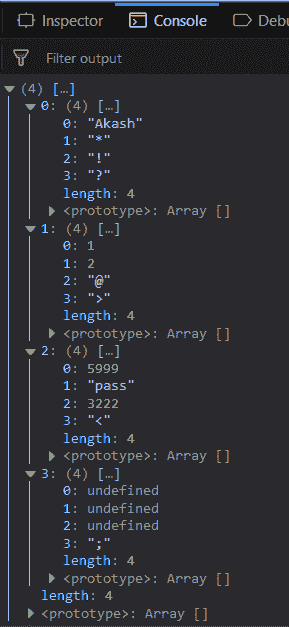 Inspector Console Debu
Filter output
(4) […]
0: (4) […]
0: "Akash"
1: "*"
2: "!"
3: "?"
length: 4
<prototype>: Array []
1: (4) […]
0: 1
1: 2
2: "@"
3: ">"
length: 4
<prototype>: Array []
2: (4) […]
0: 5999
1: "pass"
2: 3222
3: "<"
length: 4
<prototype>: Array []
3: (4) […]
0: undefined
1: undefined
2: undefined
3: ";"
length: 4
<prototype>: Array []
length: 4
<prototype>: Array []